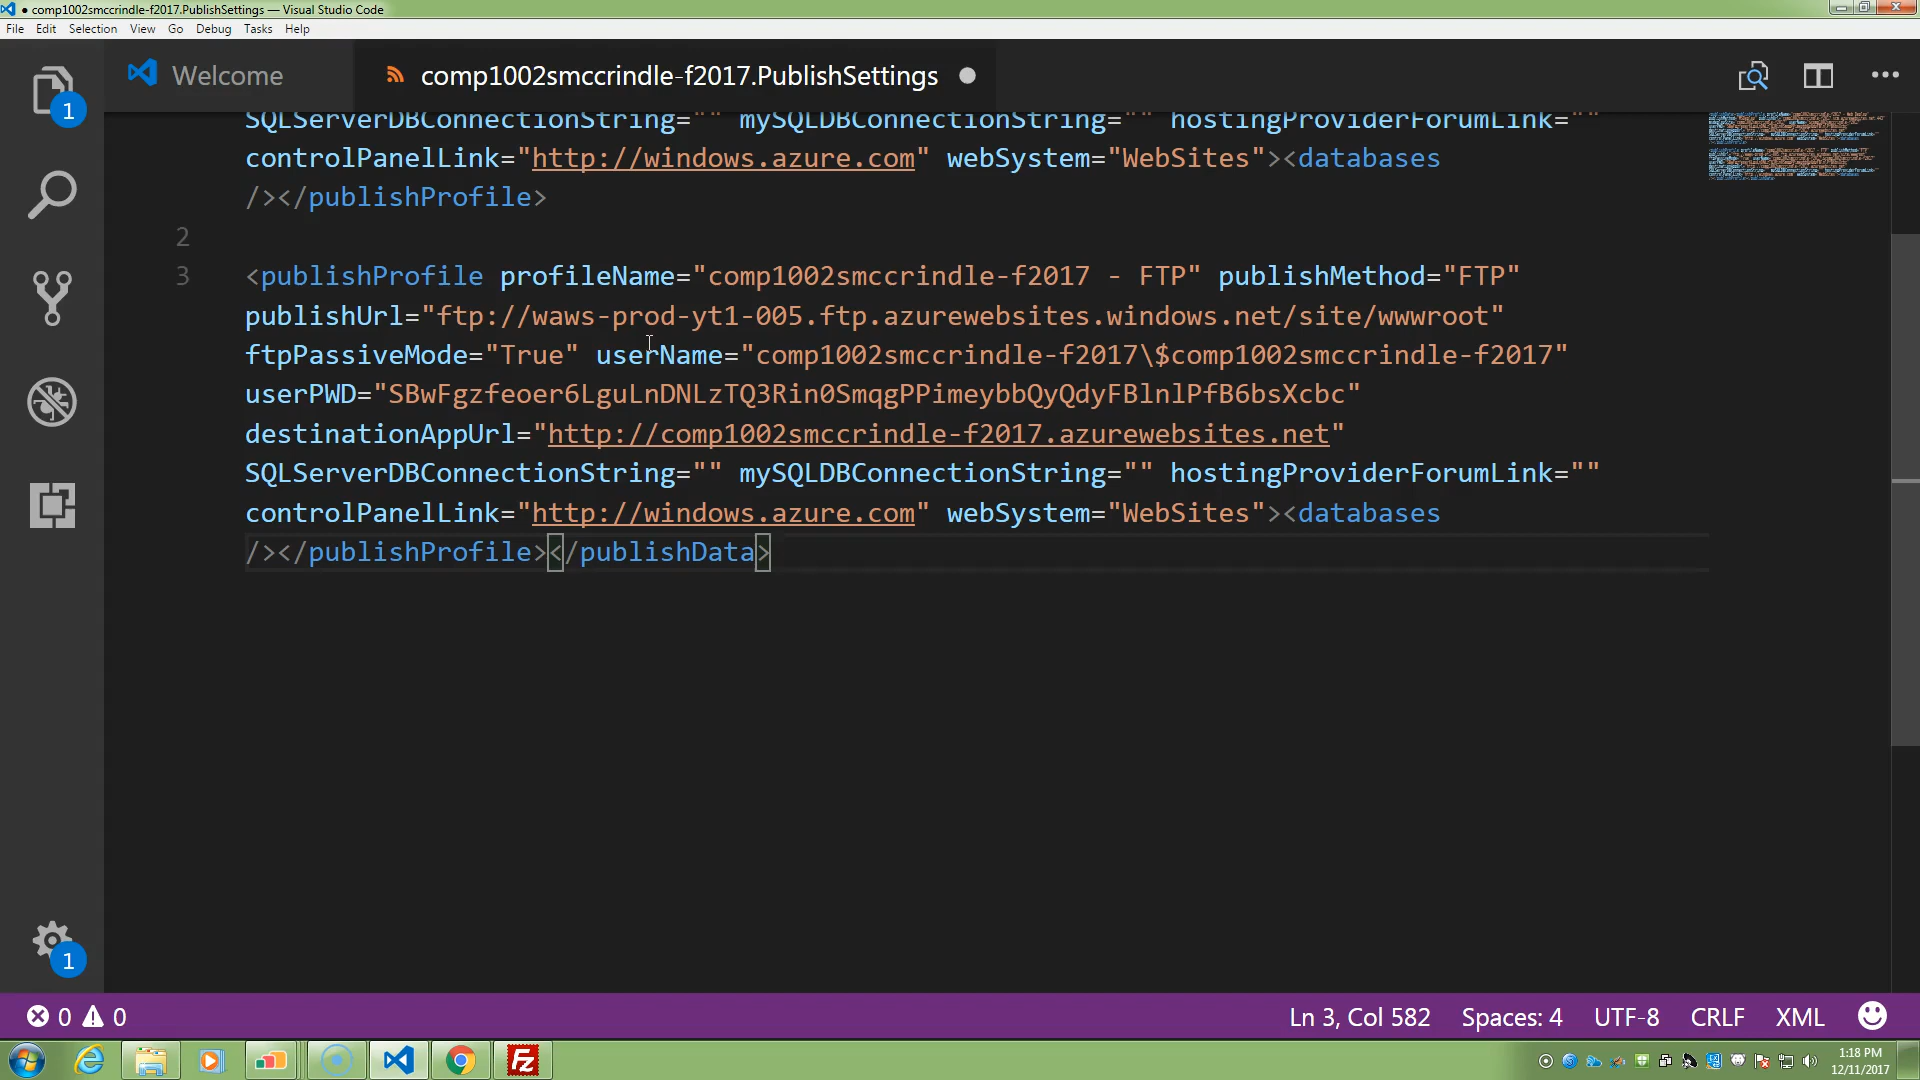 comp1002smccrindle-f2017.PublishSettings — Visual Studio Code
File Edit Selection View Go Debug Tasks Help
Welcome
comp1002smccrindle-f2017.PublishSettings
1
SQLServerDBConnectionString="" mySQLDBConnectionString="" hostingProviderForumLink=""
controlPanelLink="http://windows.azure.com" webSystem="WebSites"><databases
/></publishProfile>
2
3 <publishProfile profileName="comp1002smccrindle-f2017 - FTP" publishMethod="FTP"
publishUrl="ftp://waws-prod-yt1-005.ftp.azurewebsites.windows.net/site/wwwroot"
ftpPassiveMode="True" userName="comp1002smccrindle-f2017\$comp1002smccrindle-f2017"
userPWD="SBwFgzfeoer6LguLnDNLzTQ3Rin0SmqgPPimeybbQyQdyFBlnlPfB6bsXcbc"
destinationAppUrl="http://comp1002smccrindle-f2017.azurewebsites.net"
SQLServerDBConnectionString="" mySQLDBConnectionString="" hostingProviderForumLink=""
controlPanelLink="http://windows.azure.com" webSystem="WebSites"><databases
/></publishProfile></publishData>
1
0 0
Ln 3, Col 582 Spaces: 4 UTF-8 CRLF XML
1:18 PM
12/11/2017